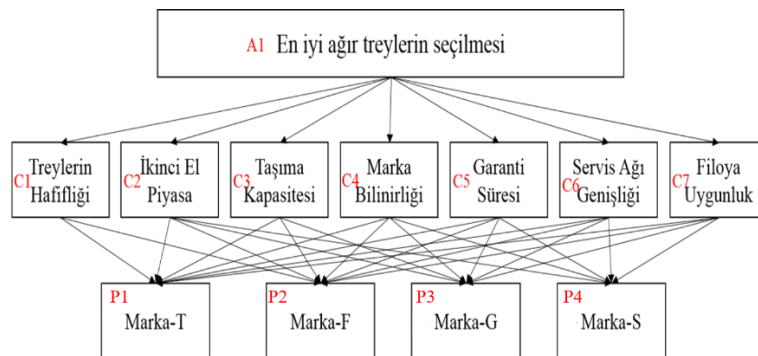 A1 En iyi ağır treylerin seçilmesi
C1 Treylerin
Hafifliği
C2 İkinci El
Piyasa
C3 Taşıma
Kapasitesi
C4 Marka
Bilinirliği
C5 Garanti
Süresi
C6 Servis Ağı
Genişliği
C7 Filoya
Uygunluk
P1
Marka-T
P2
Marka-F
P3
Marka-G
P4
Marka-S